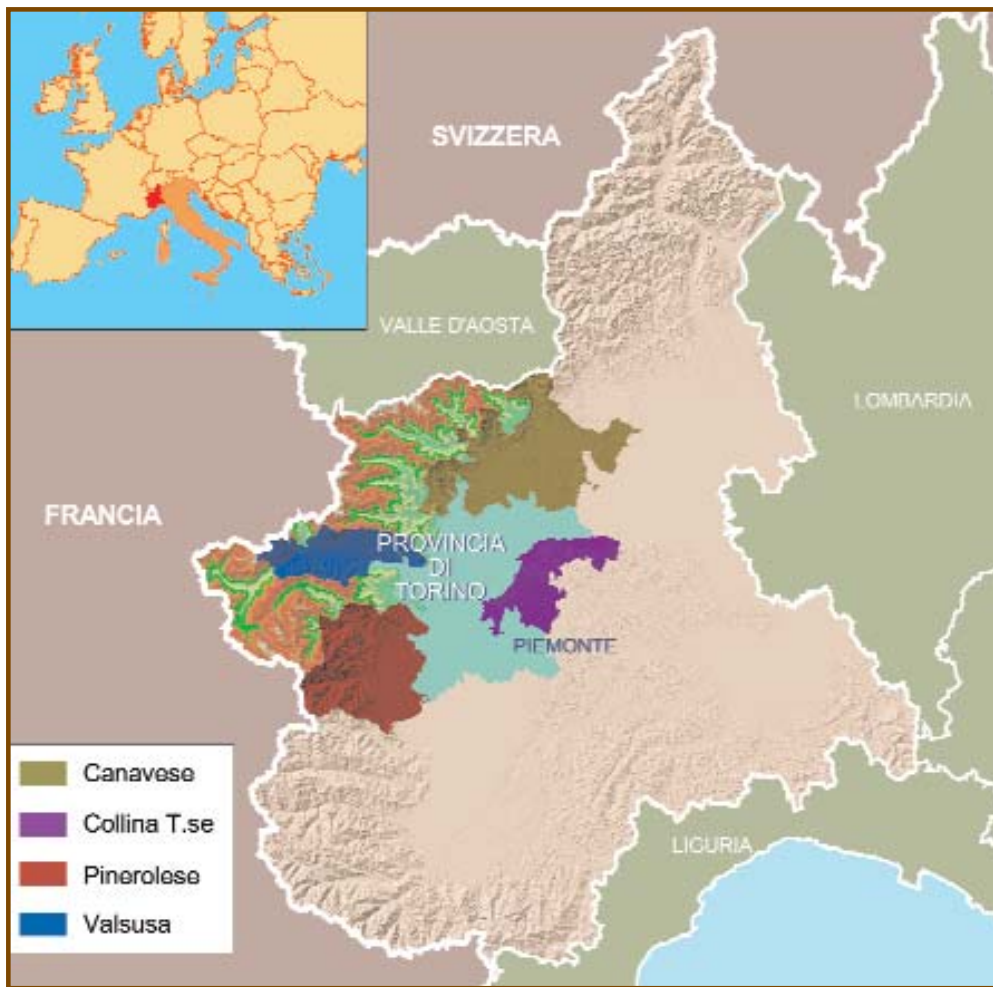 SVIZZERA
VALLE D'AOSTA
LOMBARDIA
FRANCIA
PROVINCIA
DI
TORINO
PIEMONTE
LIGURIA
Canavese
Collina T.se
Pinerolese
Valsusa